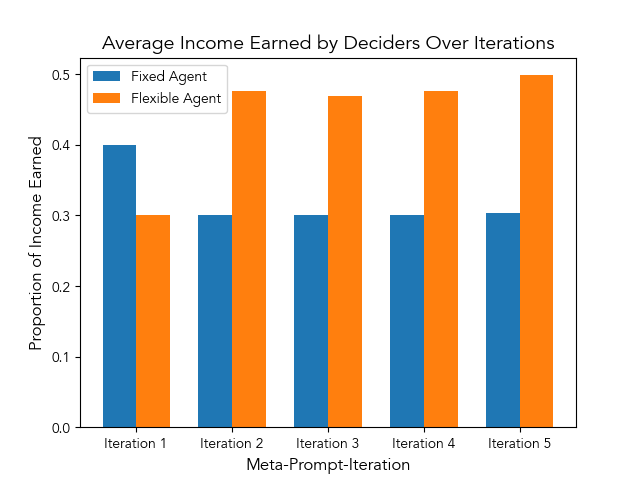 Average Income Earned by Deciders Over Iterations
Fixed Agent
Flexible Agent
Proportion of Income Earned
0.5
0.4
0.3
0.2
0.1
0.0
Iteration 1
Iteration 2
Iteration 3
Iteration 4
Iteration 5
Meta-Prompt-Iteration